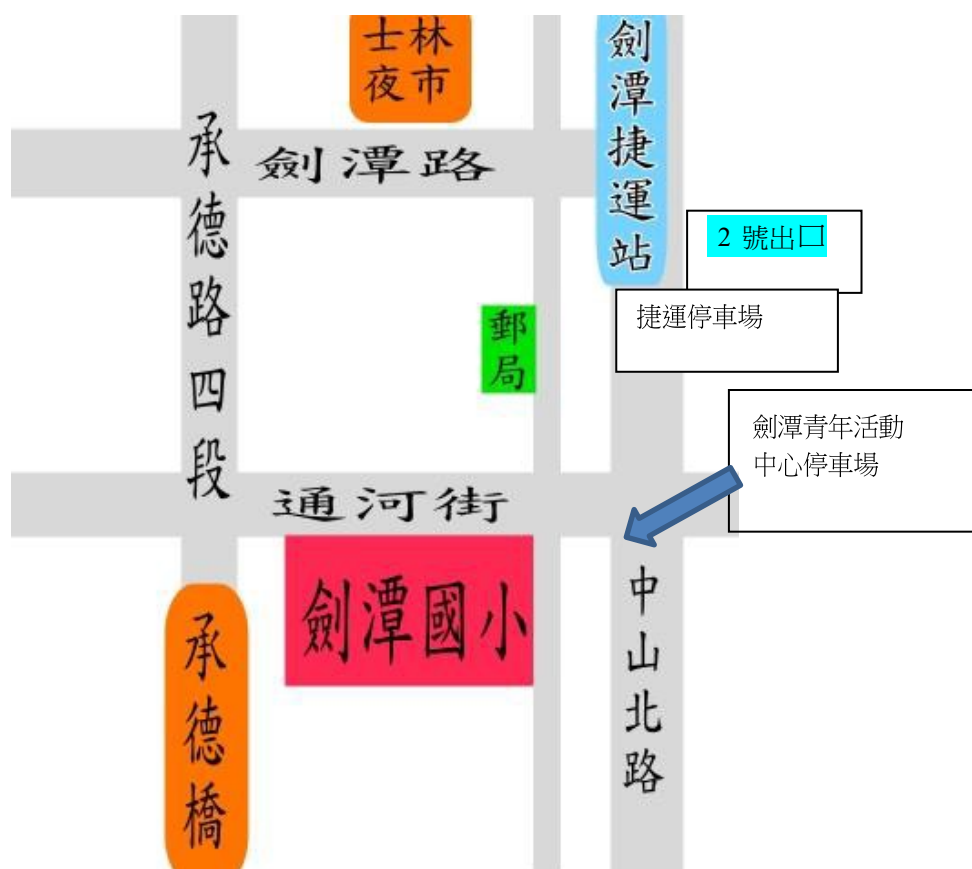 士林
夜市
劍潭捷運站
承德路四段
劍潭路
2 號出口
捷運停車場
郵局
劍潭青年活動
中心停車場
通河街
劍潭國小
中山北路
承德橋